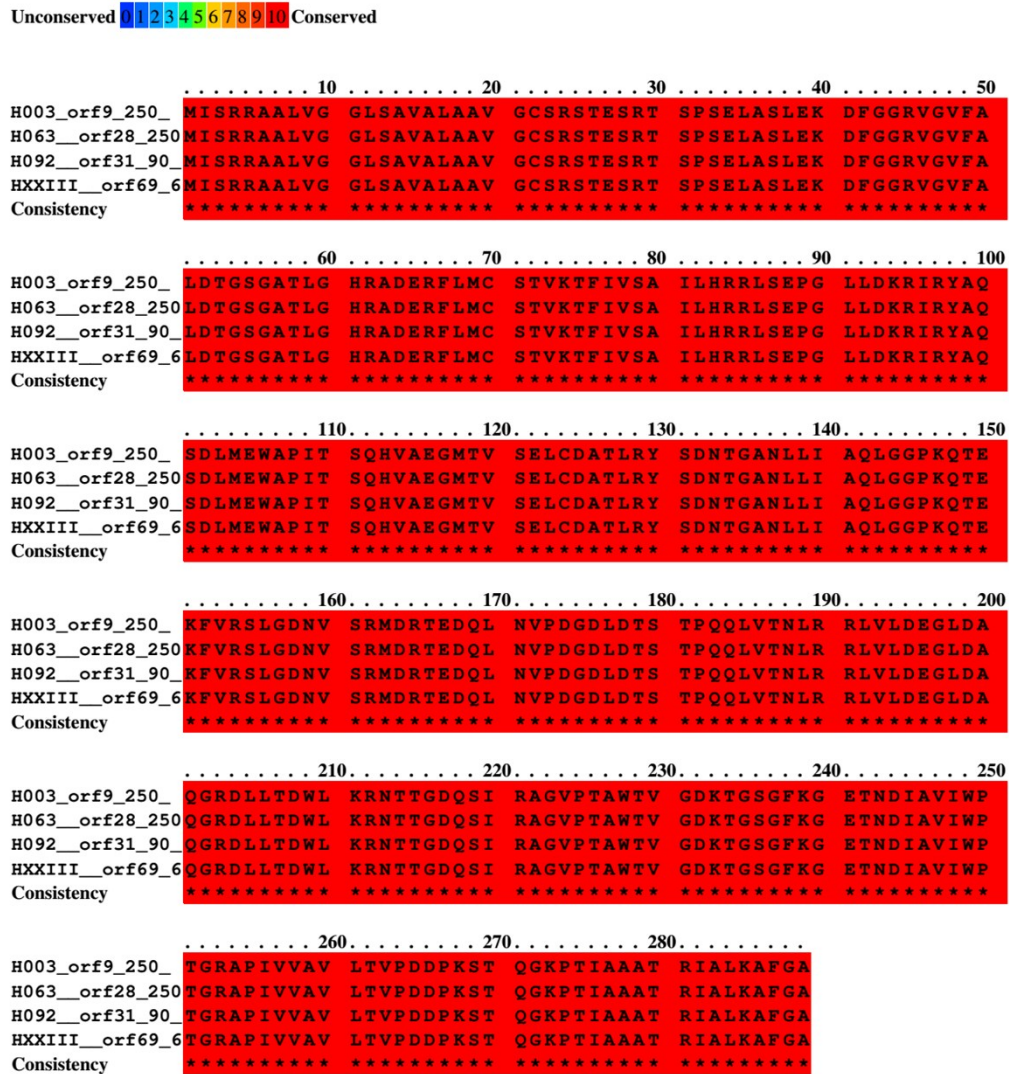 Unconserved 0 1 2 3 4 5 6 7 8 9 10 Conserved
. . . . . . . . . 10 . . . . . . . . . 20 . . . . . . . . . 30 . . . . . . . . . 40 . . . . . . . . . 50
H003_orf9_250_ MISRRAALVG GLSAVALAAV GCSRSTESRT SPSELASLEK DFGGRVGVFA
H063__orf28_250 MISRRAALVG GLSAVALAAV GCSRSTESRT SPSELASLEK DFGGRVGVFA
H092__orf31_90_ MISRRAALVG GLSAVALAAV GCSRSTESRT SPSELASLEK DFGGRVGVFA
HXXIII__orf69_6 MISRRAALVG GLSAVALAAV GCSRSTESRT SPSELASLEK DFGGRVGVFA
Consistency ********** ********** ********** ********** **********
. . . . . . . . . 60 . . . . . . . . . 70 . . . . . . . . . 80 . . . . . . . . . 90 . . . . . . . . . 100
H003_orf9_250_ LDTGSGATLG HRADERFLMC STVKTFIVSA ILHRRLSEPG LLDKRIRYAQ
H063__orf28_250 LDTGSGATLG HRADERFLMC STVKTFIVSA ILHRRLSEPG LLDKRIRYAQ
H092__orf31_90_ LDTGSGATLG HRADERFLMC STVKTFIVSA ILHRRLSEPG LLDKRIRYAQ
HXXIII__orf69_6 LDTGSGATLG HRADERFLMC STVKTFIVSA ILHRRLSEPG LLDKRIRYAQ
Consistency ********** ********** ********** ********** **********
. . . . . . . . . 110 . . . . . . . . . 120 . . . . . . . . . 130 . . . . . . . . . 140 . . . . . . . . . 150
H003_orf9_250_ SDLMEWAPIT SQHVAEGMTV SELCDATLRY SDNTGANLLI AQLGGPKQTE
H063__orf28_250 SDLMEWAPIT SQHVAEGMTV SELCDATLRY SDNTGANLLI AQLGGPKQTE
H092__orf31_90_ SDLMEWAPIT SQHVAEGMTV SELCDATLRY SDNTGANLLI AQLGGPKQTE
HXXIII__orf69_6 SDLMEWAPIT SQHVAEGMTV SELCDATLRY SDNTGANLLI AQLGGPKQTE
Consistency ********** ********** ********** ********** **********
. . . . . . . . . 160 . . . . . . . . . 170 . . . . . . . . . 180 . . . . . . . . . 190 . . . . . . . . . 200
H003_orf9_250_ KFVRSLGDNV SRMDRTEDQL NVPDGDLDTS TPQQLVTNLR RLVLDEGLDA
H063__orf28_250 KFVRSLGDNV SRMDRTEDQL NVPDGDLDTS TPQQLVTNLR RLVLDEGLDA
H092__orf31_90_ KFVRSLGDNV SRMDRTEDQL NVPDGDLDTS TPQQLVTNLR RLVLDEGLDA
HXXIII__orf69_6 KFVRSLGDNV SRMDRTEDQL NVPDGDLDTS TPQQLVTNLR RLVLDEGLDA
Consistency ********** ********** ********** ********** **********
. . . . . . . . . 210 . . . . . . . . . 220 . . . . . . . . . 230 . . . . . . . . . 240 . . . . . . . . . 250
H003_orf9_250_ QGRDLLTDWL KRNTTGDQSI RAGVPTAWTV GDKTGSGFKG ETNDIAVIWP
H063__orf28_250 QGRDLLTDWL KRNTTGDQSI RAGVPTAWTV GDKTGSGFKG ETNDIAVIWP
H092__orf31_90_ QGRDLLTDWL KRNTTGDQSI RAGVPTAWTV GDKTGSGFKG ETNDIAVIWP
HXXIII__orf69_6 QGRDLLTDWL KRNTTGDQSI RAGVPTAWTV GDKTGSGFKG ETNDIAVIWP
Consistency ********** ********** ********** ********** **********
. . . . . . . . . 260 . . . . . . . . . 270 . . . . . . . . . 280 . . . . . . . . .
H003_orf9_250_ TGRAPIVVAV LTVPDDPKST QGKPTIAAAT RIALKAFGA
H063__orf28_250 TGRAPIVVAV LTVPDDPKST QGKPTIAAAT RIALKAFGA
H092__orf31_90_ TGRAPIVVAV LTVPDDPKST QGKPTIAAAT RIALKAFGA
HXXIII__orf69_6 TGRAPIVVAV LTVPDDPKST QGKPTIAAAT RIALKAFGA
Consistency ********** ********** ********** *********